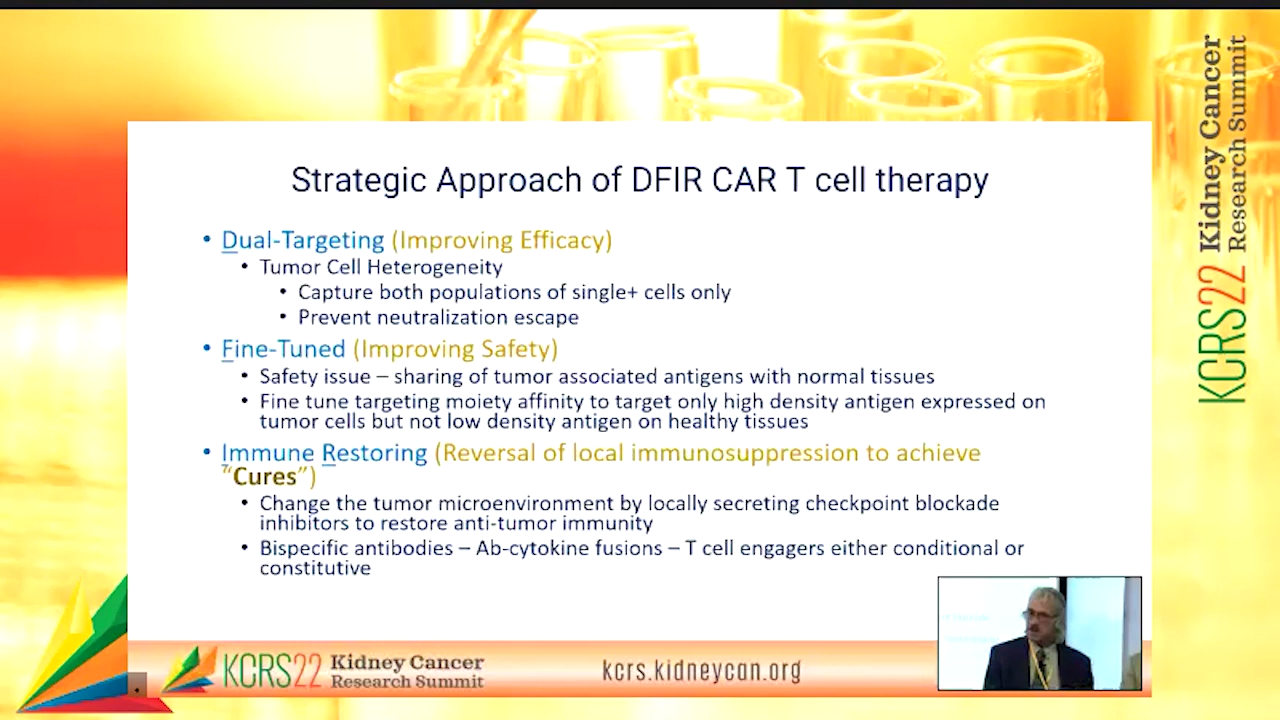 Strategic Approach of DFIR CAR T cell therapy
• Dual-Targeting (Improving Efficacy)
• Tumor Cell Heterogeneity
• Capture both populations of single+ cells only
• Prevent neutralization escape
• Fine-Tuned (Improving Safety)
• Safety issue – sharing of tumor associated antigens with normal tissues
• Fine tune targeting moiety affinity to target only high density antigen expressed on
tumor cells but not low density antigen on healthy tissues
• Immune Restoring (Reversal of local immunosuppression to achieve
“Cures”)
• Change the tumor microenvironment by locally secreting checkpoint blockade
inhibitors to restore anti-tumor immunity
• Bispecific antibodies – Ab-cytokine fusions – T cell engagers either conditional or
constitutive
KCRS22 Kidney Cancer
Research Summit
kcrs.kidneycan.org
KCRS22 Kidney Cancer
Research Summit